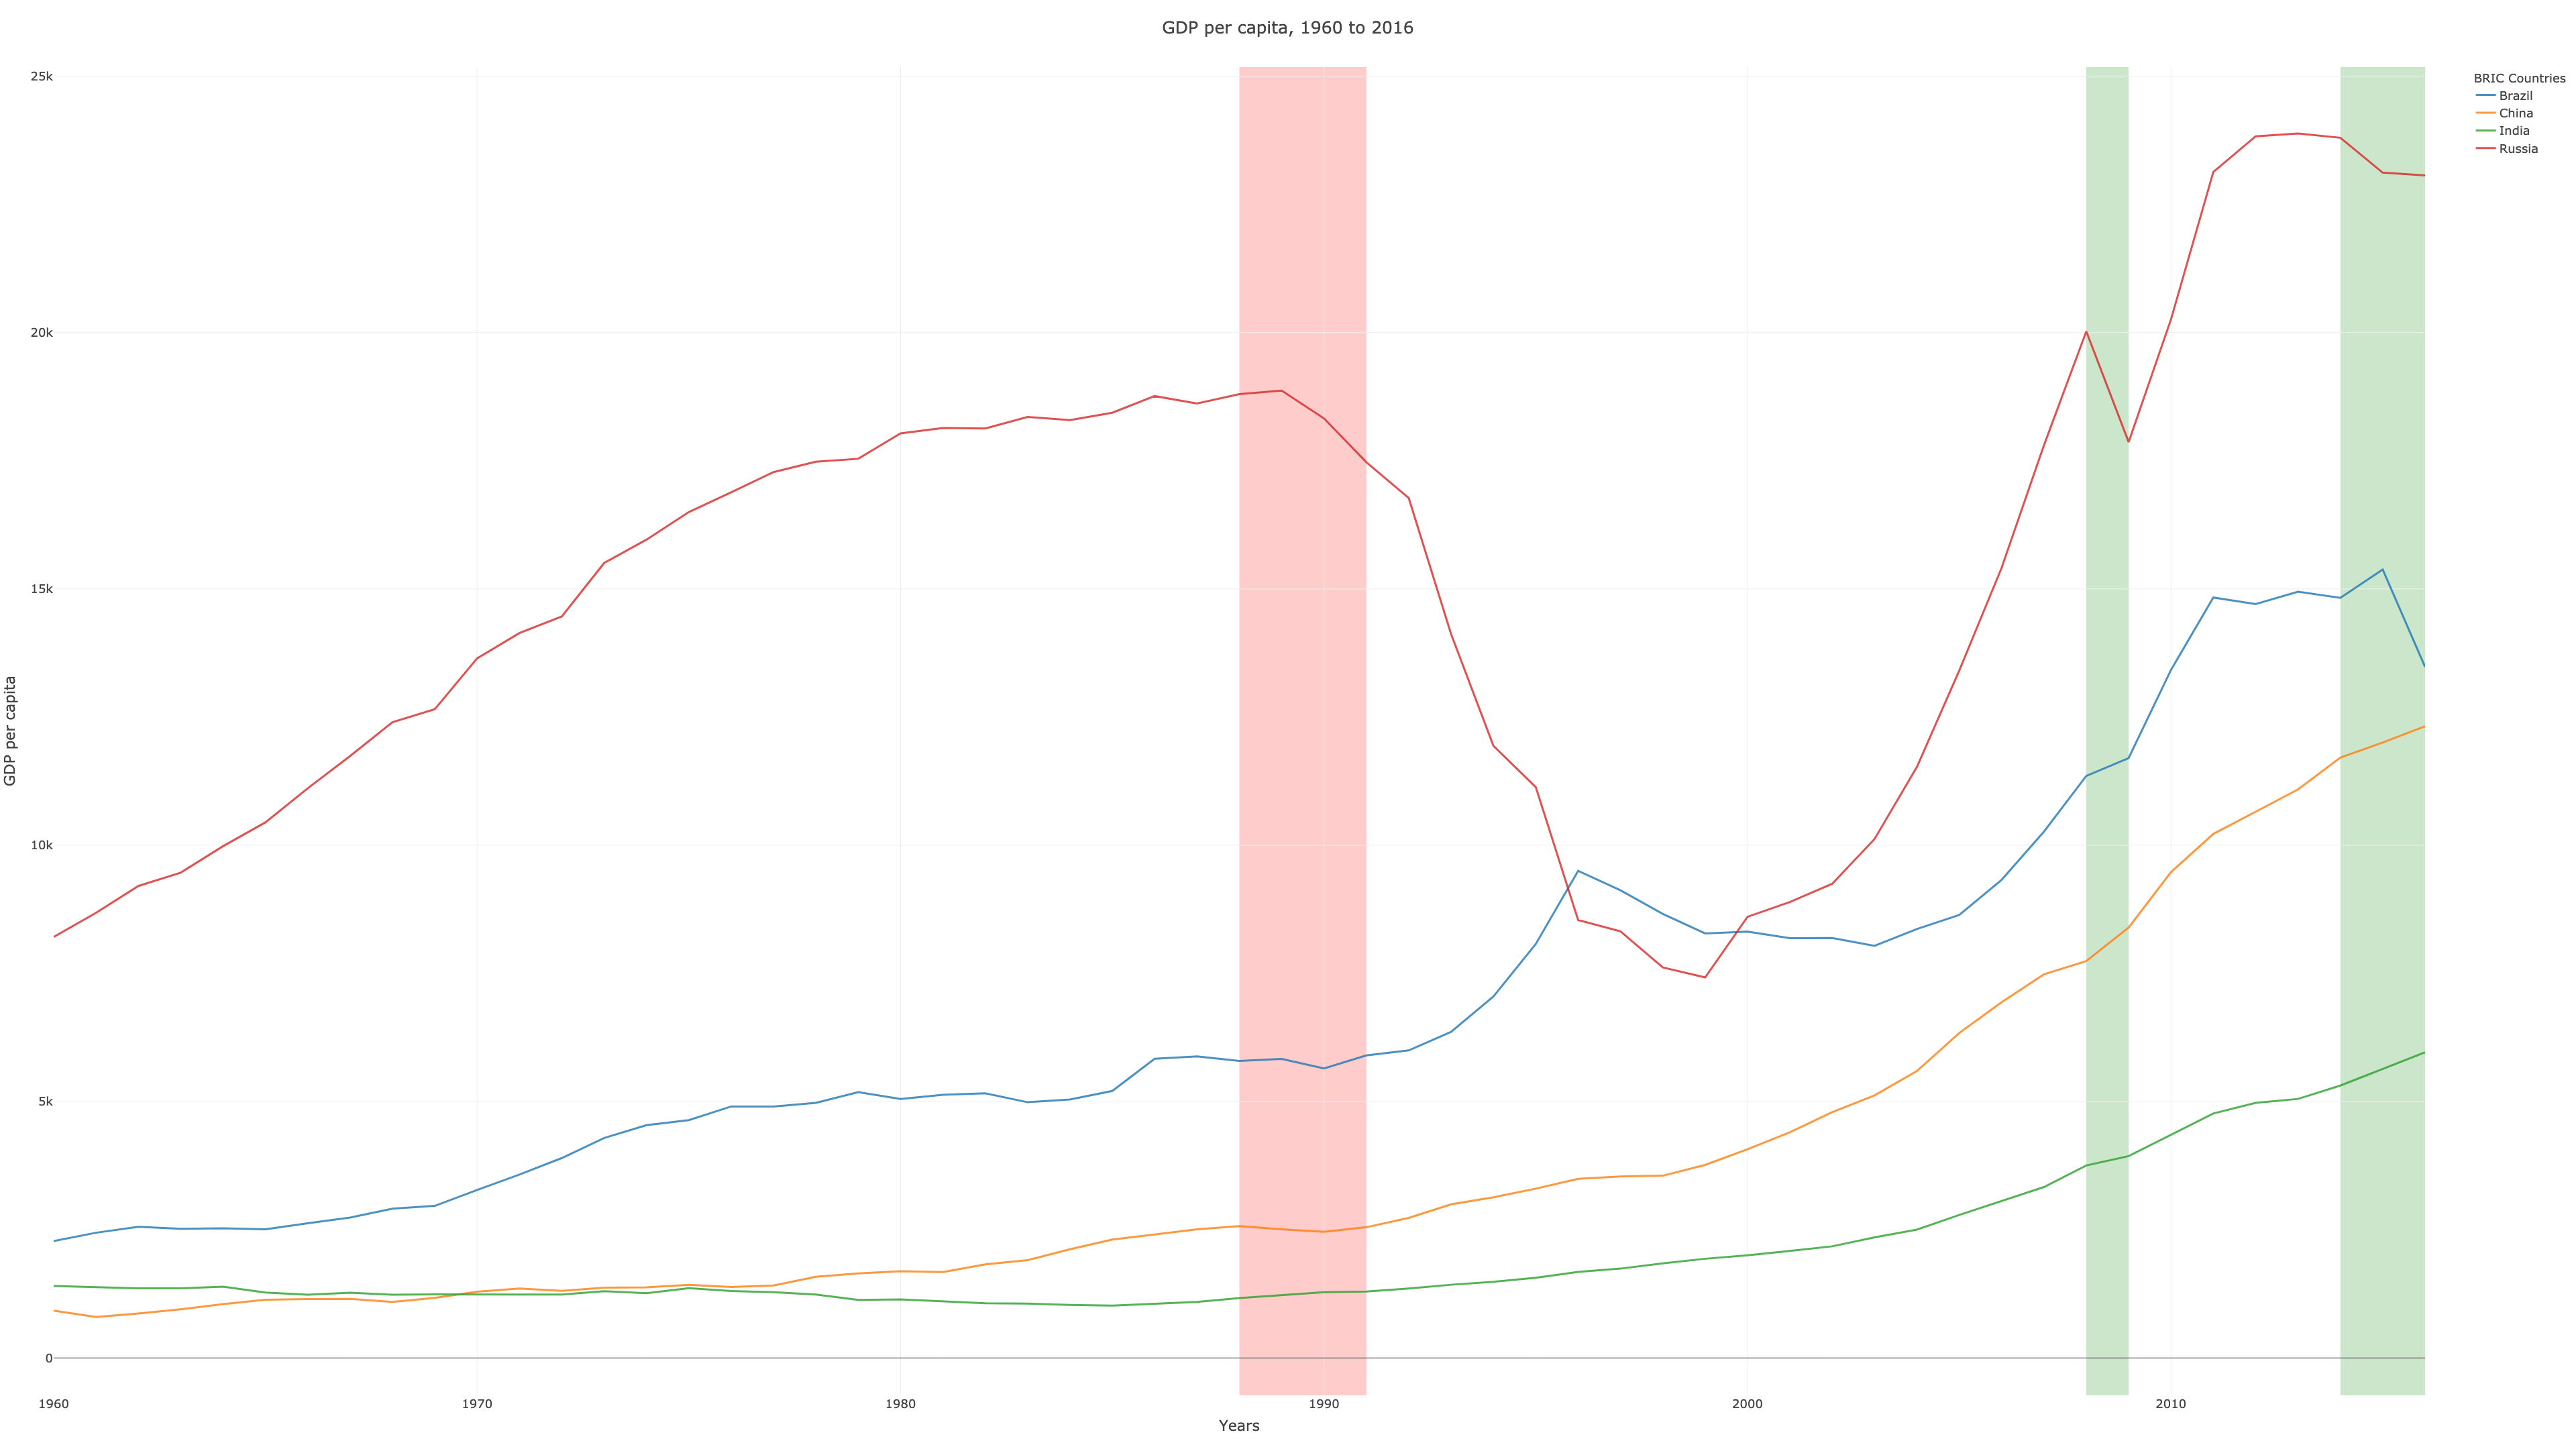 GDP per capita, 1960 to 2016
25k
20k
15k
10k
5k
0
GDP per capita
1960
1970
1980
1990
2000
2010
Years
BRIC Countries
Brazil
China
India
Russia